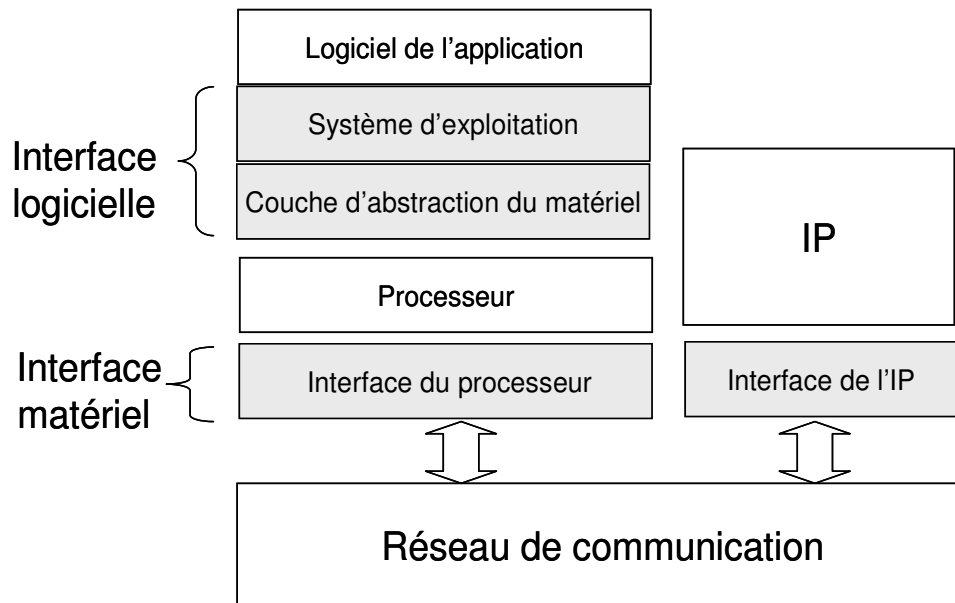 Logiciel de l'application
Système d'exploitation
Interface
logicielle
Couche d'abstraction du matériel
IP
Processeur
Interface
matériel
Interface du processeur
Interface de l'IP
Réseau de communication